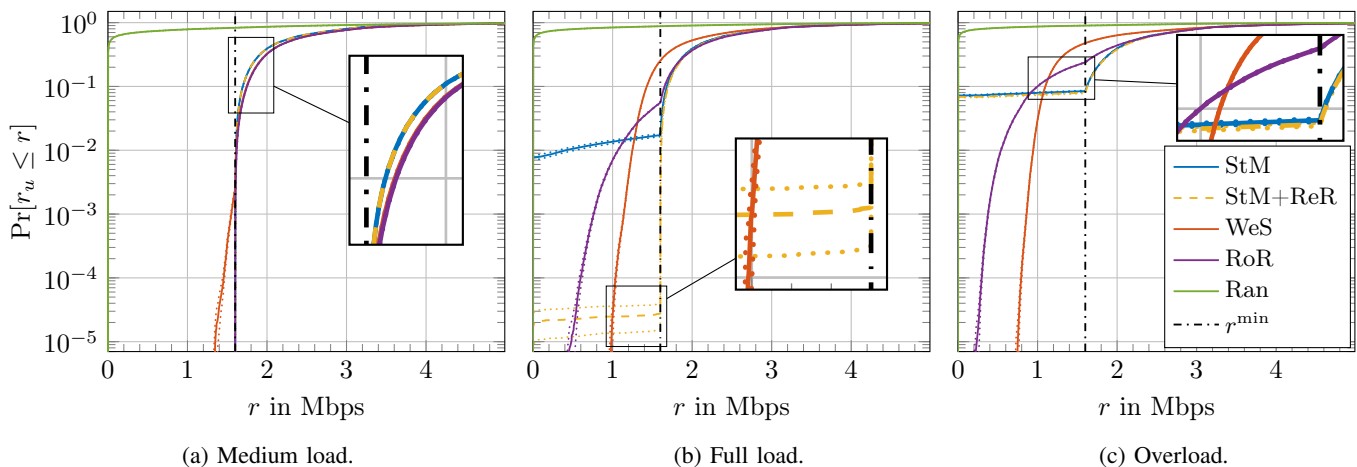 Pr[r_u ≤ r]
10^0
10^−1
10^−2
10^−3
10^−4
10^−5
0 1 2 3 4
r in Mbps
(a) Medium load.
0 1 2 3 4
r in Mbps
(b) Full load.
0 1 2 3 4
r in Mbps
(c) Overload.
StM
StM+ReR
WeS
RoR
Ran
r^min